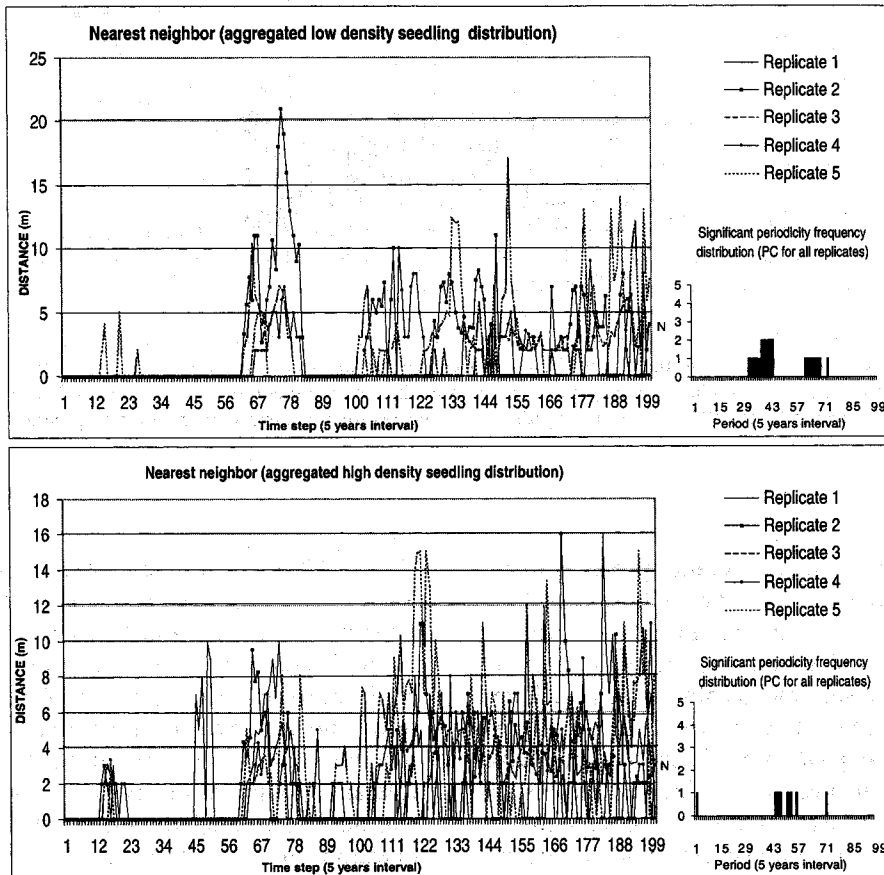 Nearest neighbor (aggregated low density seedling distribution)
25
20
15
10
5
0
DISTANCE (m)
1 12 23 34 45 56 67 78 89 100 111 122 133 144 155 166 177 188 199
Time step (5 years interval)
Replicate 1
Replicate 2
Replicate 3
Replicate 4
Replicate 5
Significant periodicity frequency
distribution (PC for all replicates)
N
5
4
3
2
1
0
1 15 29 43 57 71 85 99
Period (5 years interval)
Nearest neighbor (aggregated high density seedling distribution)
18
16
14
12
10
8
6
4
2
0
DISTANCE (m)
1 12 23 34 45 56 67 78 89 100 111 122 133 144 155 166 177 188 199
Time step (5 years interval)
Replicate 1
Replicate 2
Replicate 3
Replicate 4
Replicate 5
Significant periodicity frequency
distribution (PC for all replicates)
N
5
4
3
2
1
0
1 15 29 43 57 71 85 99
Period (5 years interval)